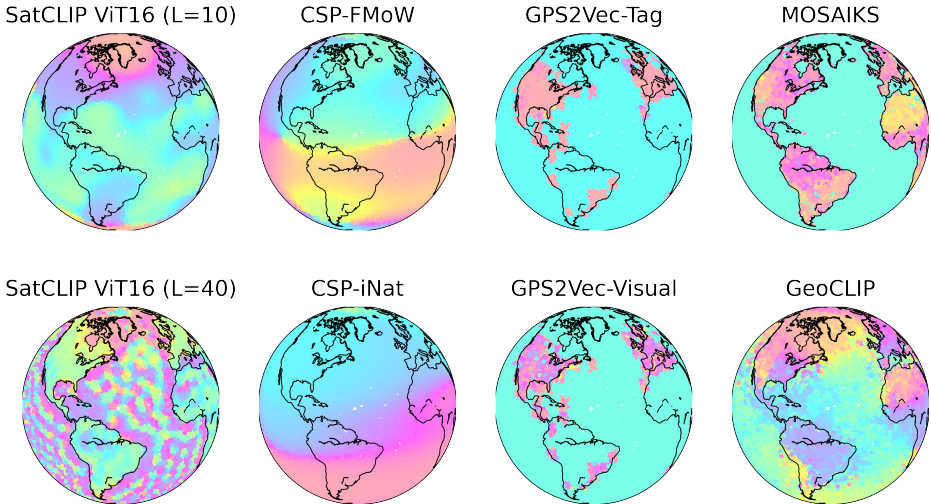 SatCLIP ViT16 (L=10)
CSP-FMoW
GPS2Vec-Tag
MOSAIKS
SatCLIP ViT16 (L=40)
CSP-iNat
GPS2Vec-Visual
GeoCLIP